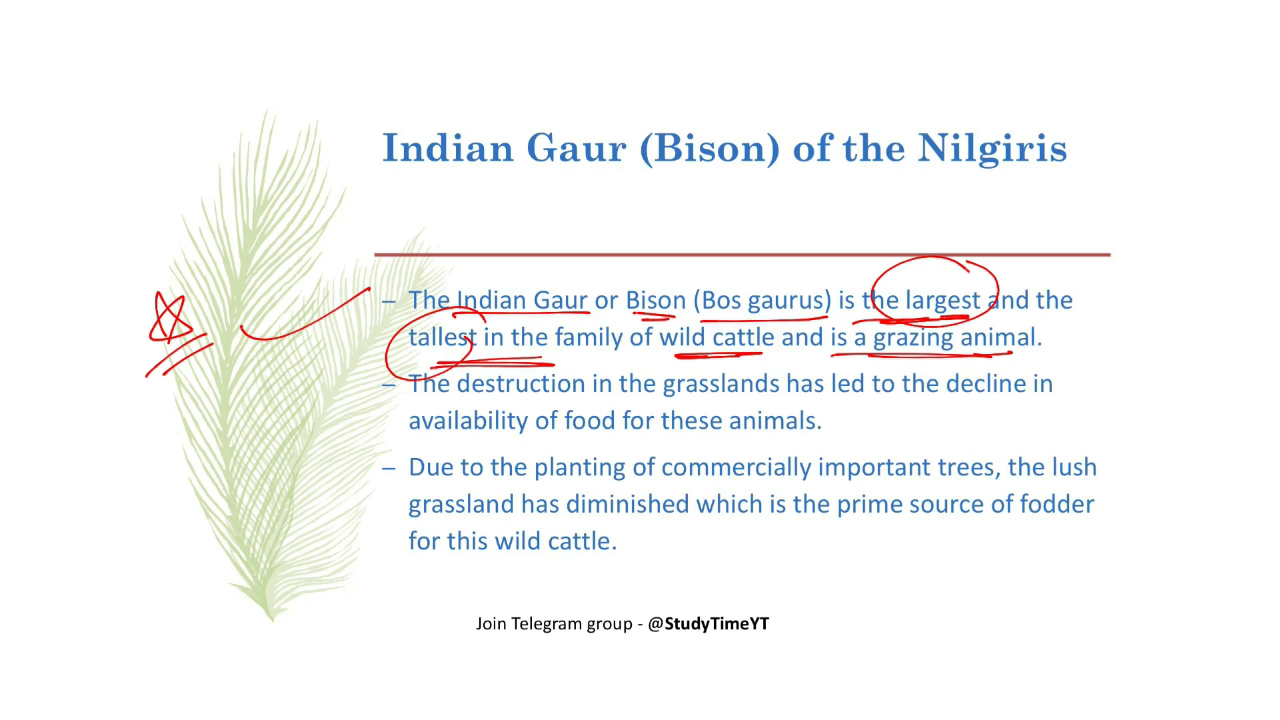 Indian Gaur (Bison) of the Nilgiris
– The Indian Gaur or Bison (Bos gaurus) is the largest and the
tallest in the family of wild cattle and is a grazing animal.
– The destruction in the grasslands has led to the decline in
availability of food for these animals.
– Due to the planting of commercially important trees, the lush
grassland has diminished which is the prime source of fodder
for this wild cattle.
Join Telegram group - @StudyTimeYT